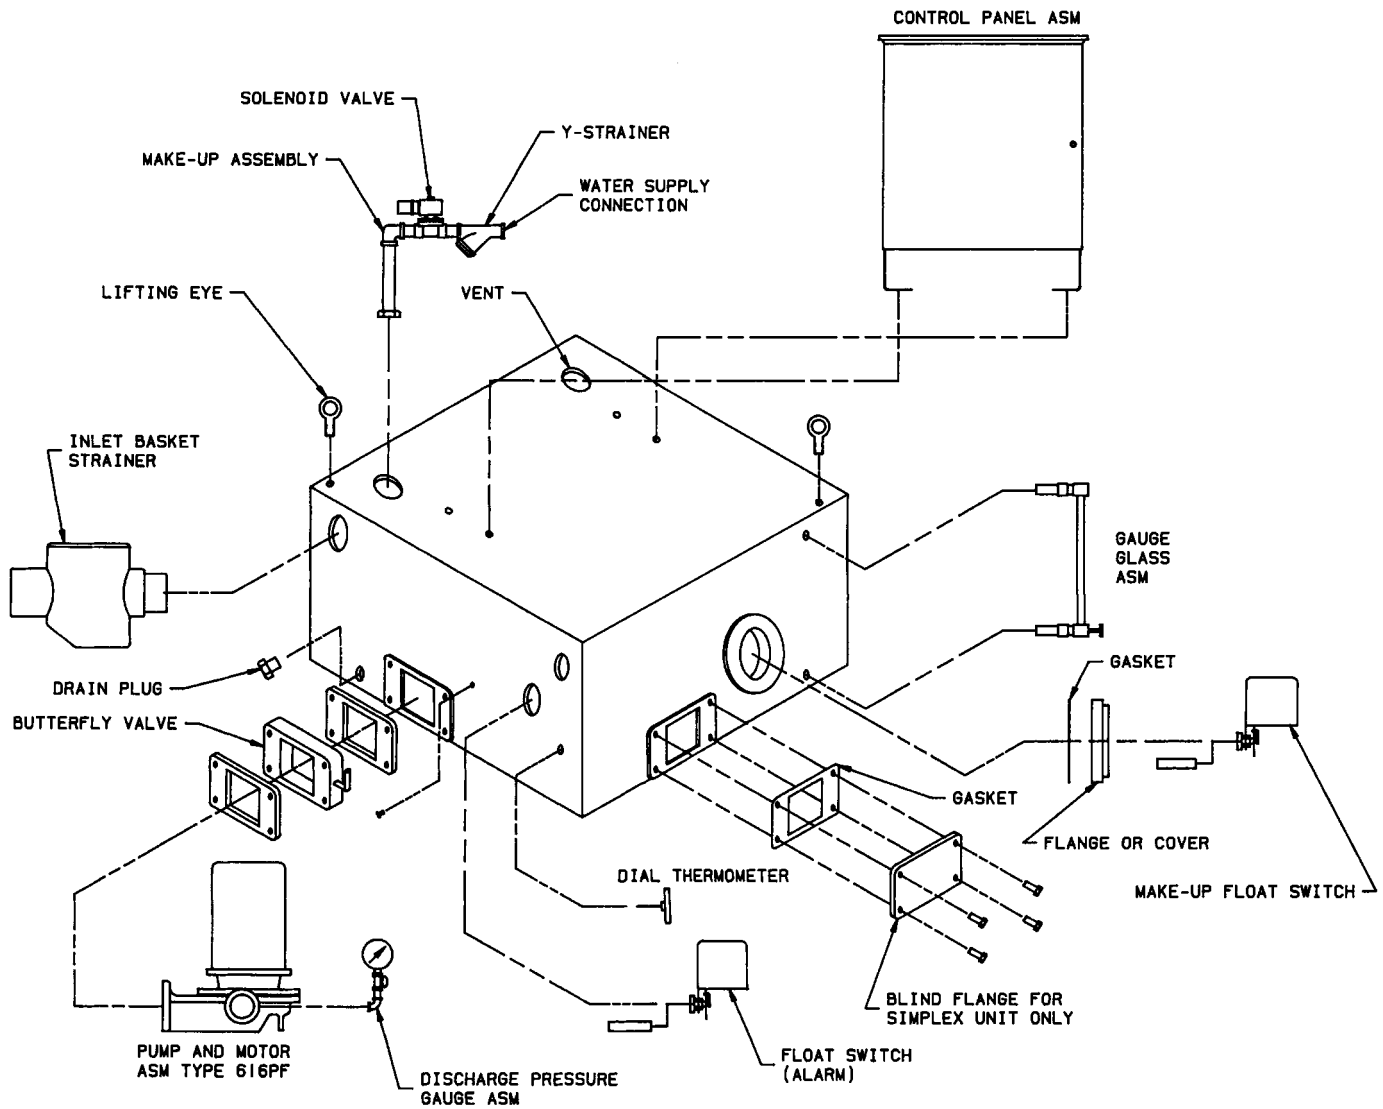 CONTROL PANEL ASM
SOLENOID VALVE
Y-STRAINER
MAKE-UP ASSEMBLY
WATER SUPPLY
CONNECTION
LIFTING EYE
VENT
INLET BASKET
STRAINER
GAUGE
GLASS
ASM
DRAIN PLUG
GASKET
BUTTERFLY VALVE
GASKET
FLANGE OR COVER
DIAL THERMOMETER
MAKE-UP FLOAT SWITCH
BLIND FLANGE FOR
SIMPLEX UNIT ONLY
PUMP AND MOTOR
ASM TYPE 616PF
FLOAT SWITCH
(ALARM)
DISCHARGE PRESSURE
GAUGE ASM